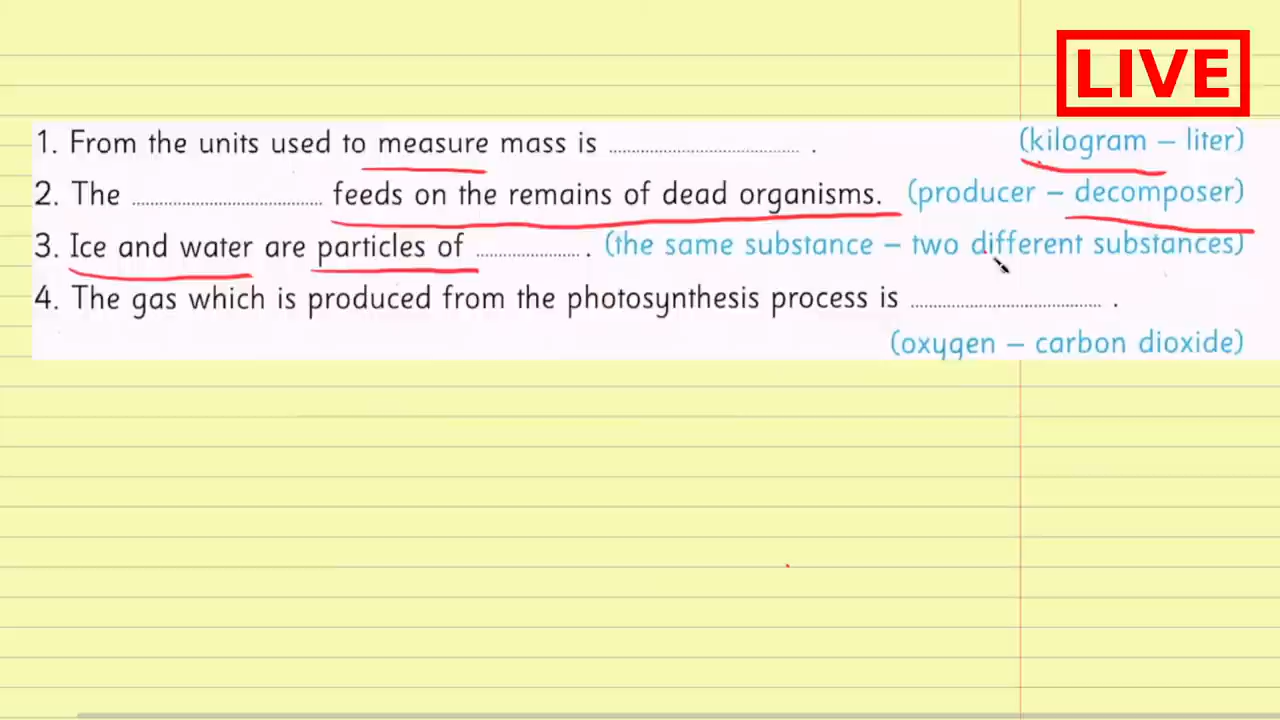 LIVE
1. From the units used to measure mass is ........................................ . (kilogram – liter)
2. The ........................................ feeds on the remains of dead organisms. (producer – decomposer)
3. Ice and water are particles of ...................... . (the same substance – two different substances)
4. The gas which is produced from the photosynthesis process is ........................................ .
(oxygen – carbon dioxide)